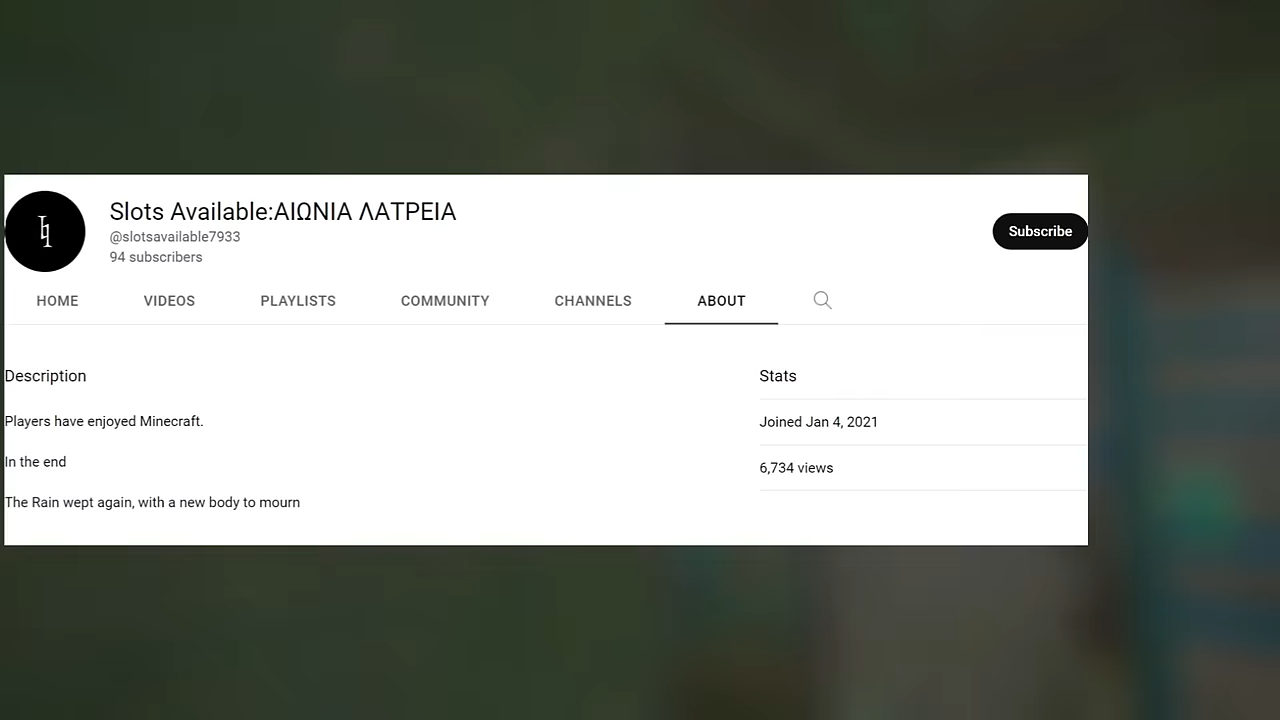 Slots Available:ΑΙΩΝΙΑ ΛΑΤΡΕΙΑ
@slotsavailable7933
94 subscribers
Subscribe
HOME VIDEOS PLAYLISTS COMMUNITY CHANNELS ABOUT
Description
Players have enjoyed Minecraft.
In the end
The Rain wept again, with a new body to mourn
Stats
Joined Jan 4, 2021
6,734 views